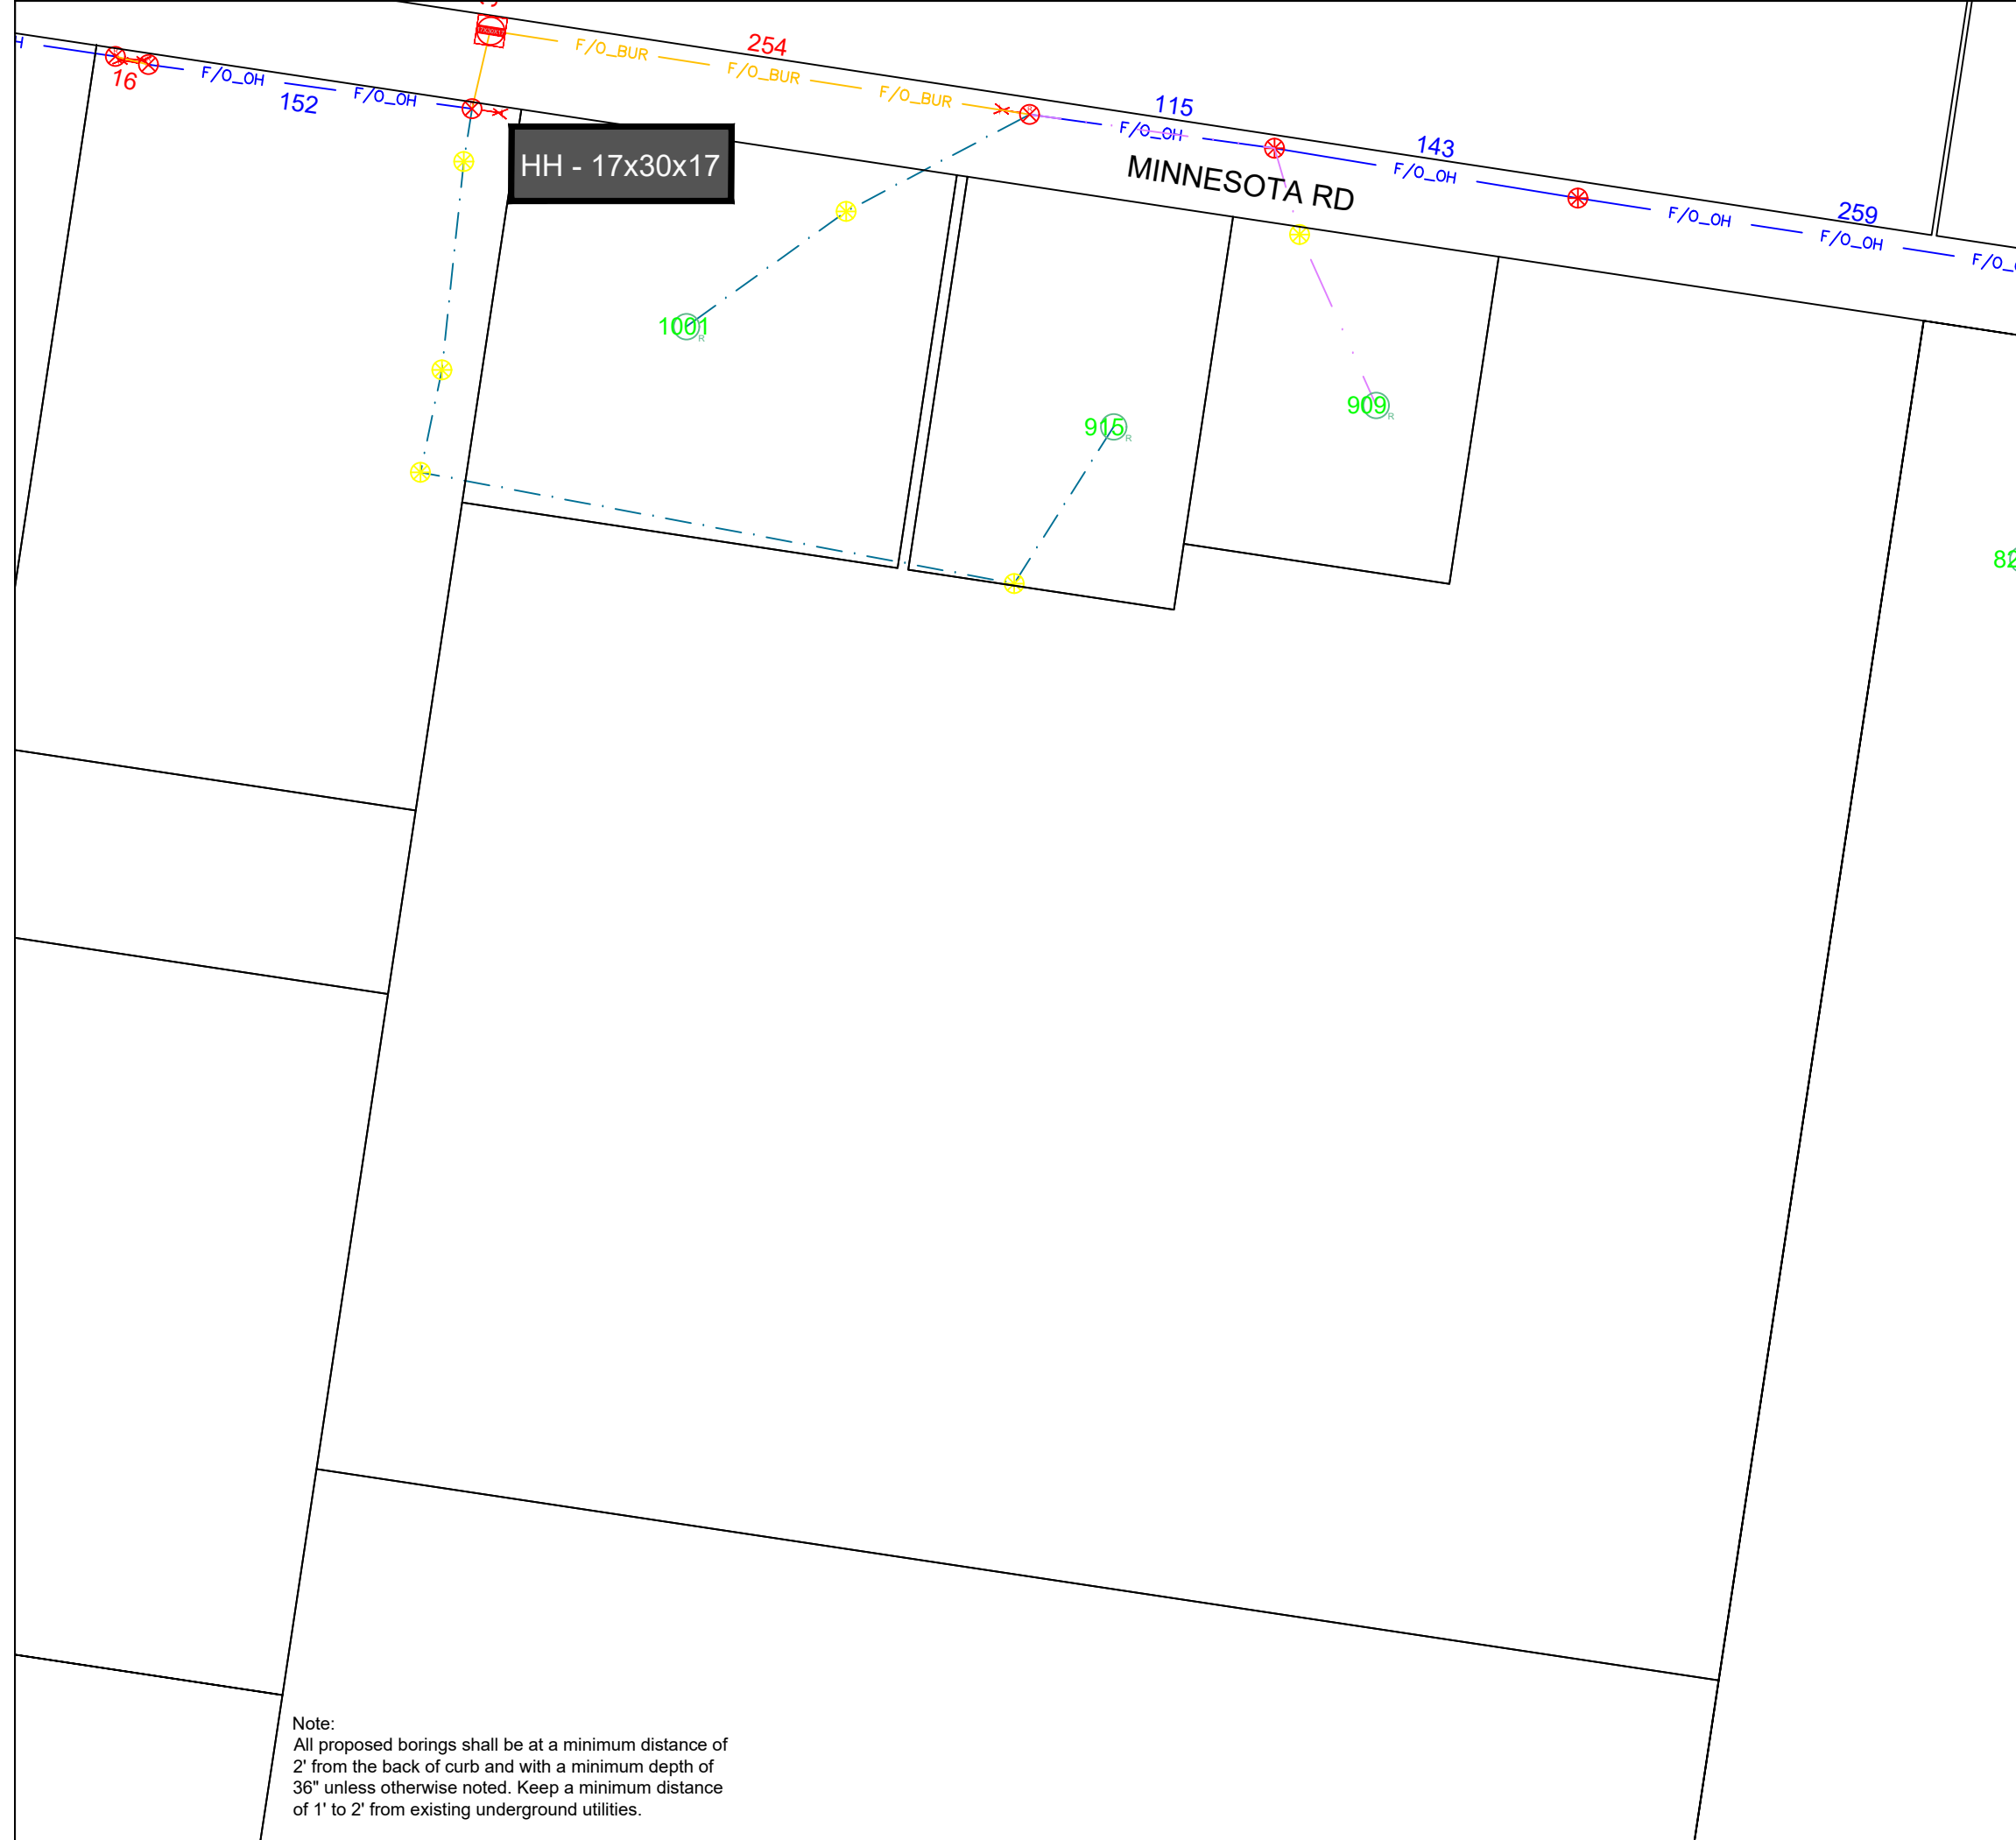 254
F/O_BUR
F/O_BUR
F/O_BUR
17X30X17
H
16
F/O_OH
152
F/O_OH
HH - 17x30x17
115
F/O_OH
143
F/O_OH
MINNESOTA RD
259
F/O_OH
F/O_OH
1001
R
915
R
909
R
82
Note:
All proposed borings shall be at a minimum distance of
2' from the back of curb and with a minimum depth of
36" unless otherwise noted. Keep a minimum distance
of 1' to 2' from existing underground utilities.